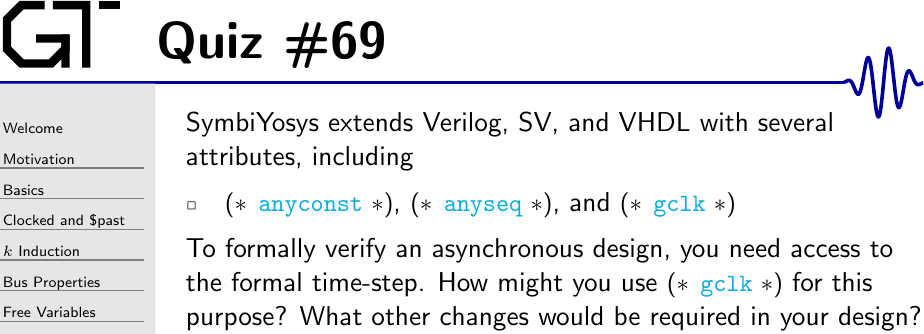 GT
Quiz #69
Welcome
Motivation
Basics
Clocked and $past
k Induction
Bus Properties
Free Variables
SymbiYosys extends Verilog, SV, and VHDL with several
attributes, including
(* anyconst *), (* anyseq *), and (* gclk *)
To formally verify an asynchronous design, you need access to
the formal time-step. How might you use (* gclk *) for this
purpose? What other changes would be required in your design?